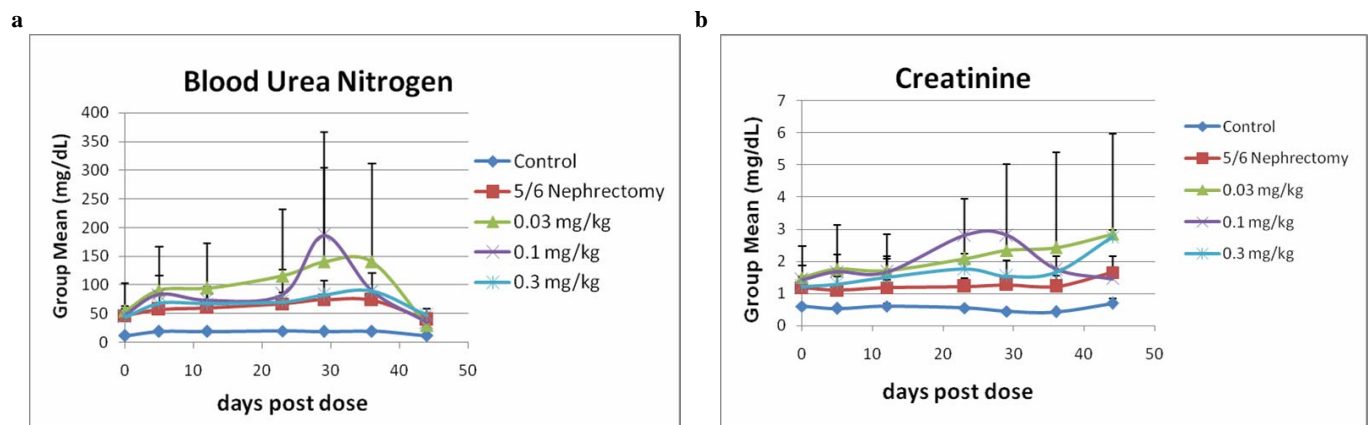 a
Blood Urea Nitrogen
Group Mean (mg/dL)
400
350
300
250
200
150
100
50
0
0 10 20 30 40 50
days post dose
Control
5/6 Nephrectomy
0.03 mg/kg
0.1 mg/kg
0.3 mg/kg
b
Creatinine
Group Mean (mg/dL)
7
6
5
4
3
2
1
0
0 10 20 30 40 50
days post dose
Control
5/6 Nephrectomy
0.03 mg/kg
0.1 mg/kg
0.3 mg/kg